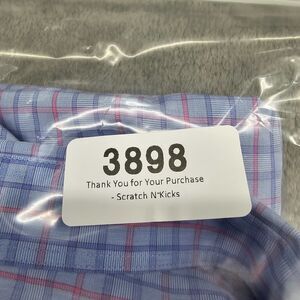 3898
Thank You for Your Purchase
- Scratch N'Kicks